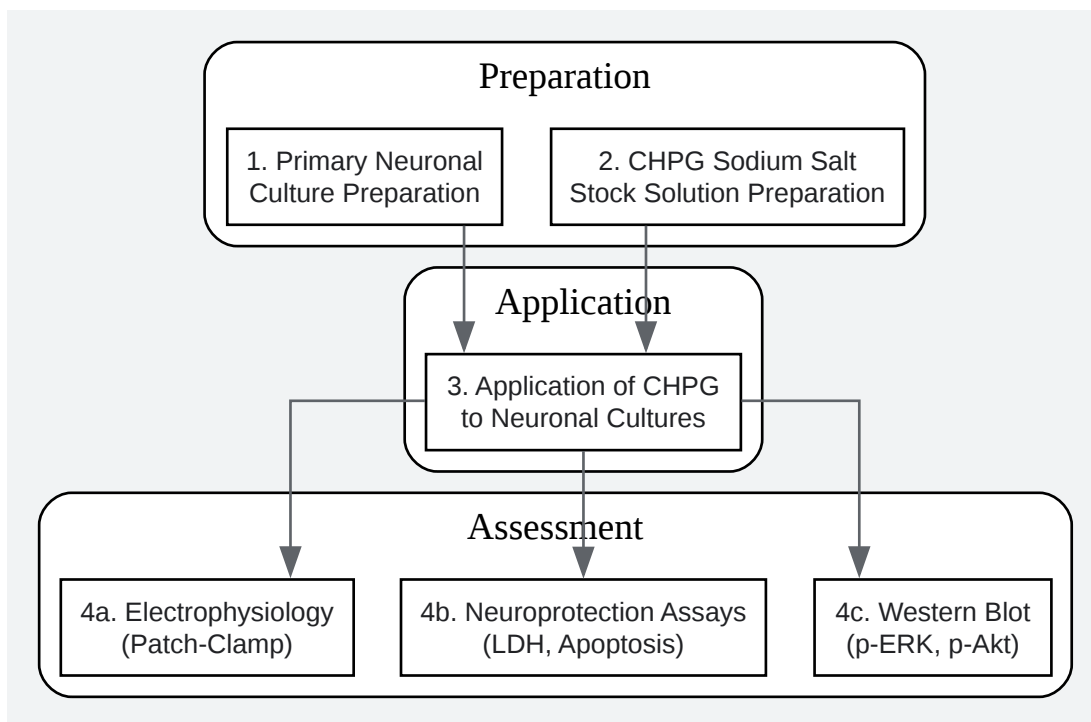 Preparation
1. Primary Neuronal
Culture Preparation
2. CHPG Sodium Salt
Stock Solution Preparation
Application
3. Application of CHPG
to Neuronal Cultures
Assessment
4a. Electrophysiology
(Patch-Clamp)
4b. Neuroprotection Assays
(LDH, Apoptosis)
4c. Western Blot
(p-ERK, p-Akt)